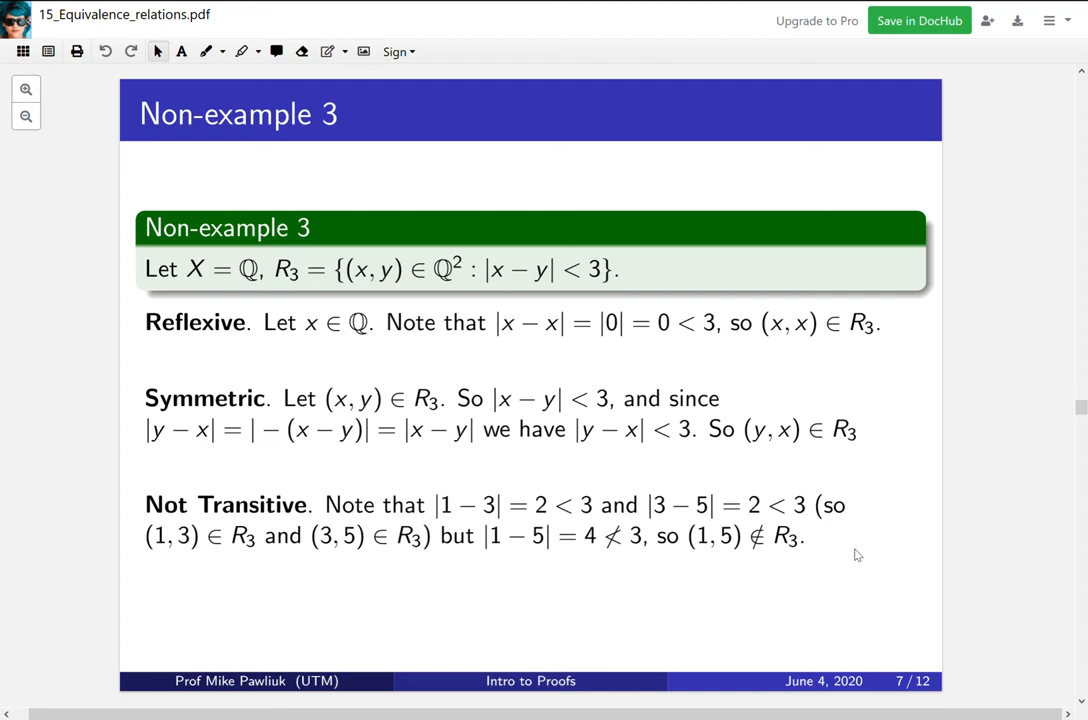 15_Equivalence_relations.pdf
Upgrade to Pro
Save in DocHub
A
Sign
Non-example 3
Non-example 3
Let X = ℚ, R₃ = {(x, y) ∈ ℚ² : |x − y| < 3}.
Reflexive. Let x ∈ ℚ. Note that |x − x| = |0| = 0 < 3, so (x, x) ∈ R₃.
Symmetric. Let (x, y) ∈ R₃. So |x − y| < 3, and since
|y − x| = | − (x − y)| = |x − y| we have |y − x| < 3. So (y, x) ∈ R₃
Not Transitive. Note that |1 − 3| = 2 < 3 and |3 − 5| = 2 < 3 (so
(1, 3) ∈ R₃ and (3, 5) ∈ R₃) but |1 − 5| = 4 ≮ 3, so (1, 5) ∉ R₃.
Prof Mike Pawliuk (UTM)
Intro to Proofs
June 4, 2020
7 / 12